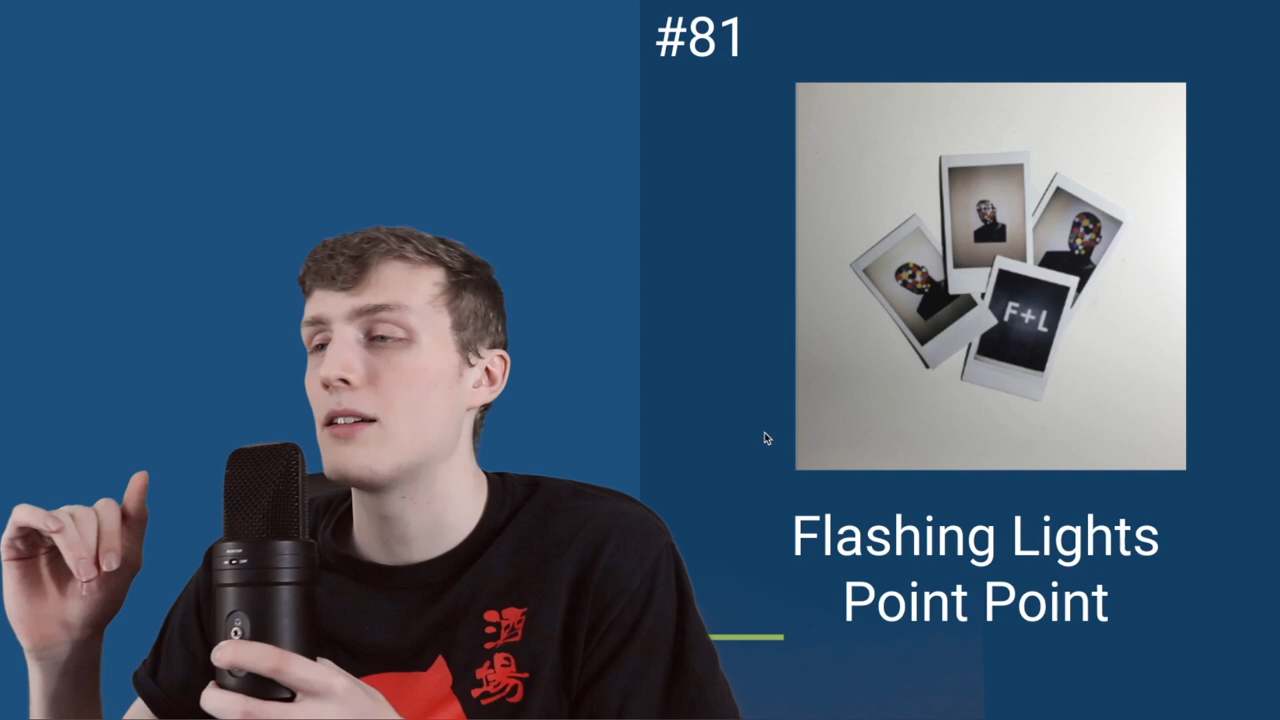 #81
F+L
Flashing Lights
Point Point
酒
場